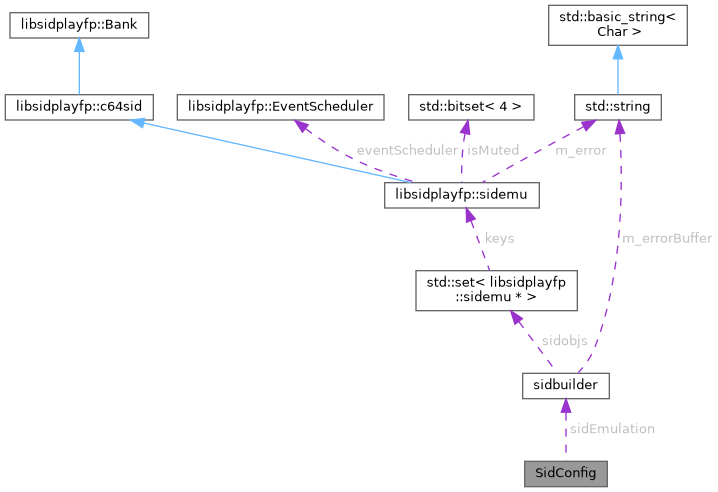 libsidplayfp::Bank
std::basic_string<
Char >
libsidplayfp::c64sid
libsidplayfp::EventScheduler
std::bitset< 4 >
std::string
eventScheduler
isMuted
m_error
libsidplayfp::sidemu
keys
m_errorBuffer
std::set< libsidplayfp
::sidemu * >
sidobjs
sidbuilder
sidEmulation
SidConfig